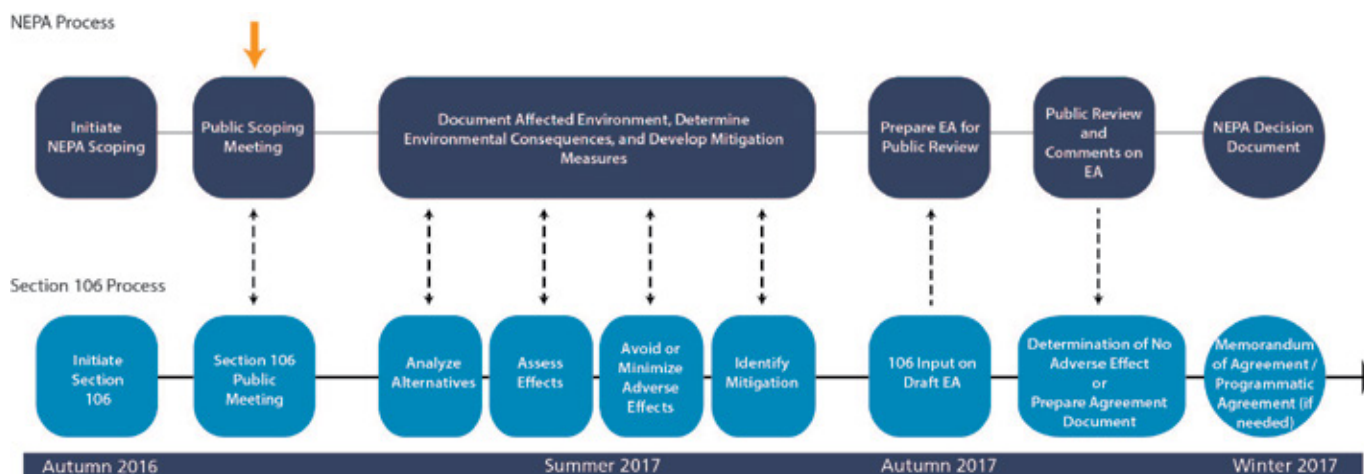 NEPA Process
Initiate
NEPA Scoping
Public Scoping
Meeting
Document Affected Environment, Determine
Environmental Consequences, and Develop Mitigation
Measures
Prepare EA for
Public Review
Public Review
and
Comments on
EA
NEPA Decision
Document
Section 106 Process
Initiate
Section
106
Section 106
Public
Meeting
Analyze
Alternatives
Assess
Effects
Avoid or
Minimize
Adverse
Effects
Identify
Mitigation
106 Input on
Draft EA
Determination of No
Adverse Effect
or
Prepare Agreement
Document
Memorandum
of Agreement /
Programmatic
Agreement (if
needed)
Autumn 2016
Summer 2017
Autumn 2017
Winter 2017